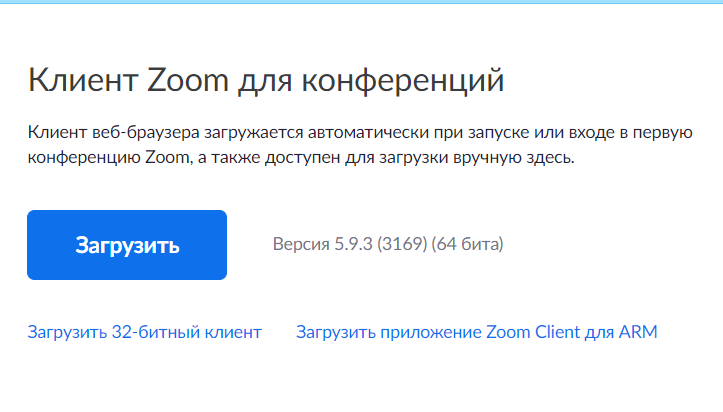 Клиент Zoom для конференций
Клиент веб-браузера загружается автоматически при запуске или входе в первую
конференцию Zoom, а также доступен для загрузки вручную здесь.
Загрузить
Версия 5.9.3 (3169) (64 бита)
Загрузить 32-битный клиент
Загрузить приложение Zoom Client для ARM